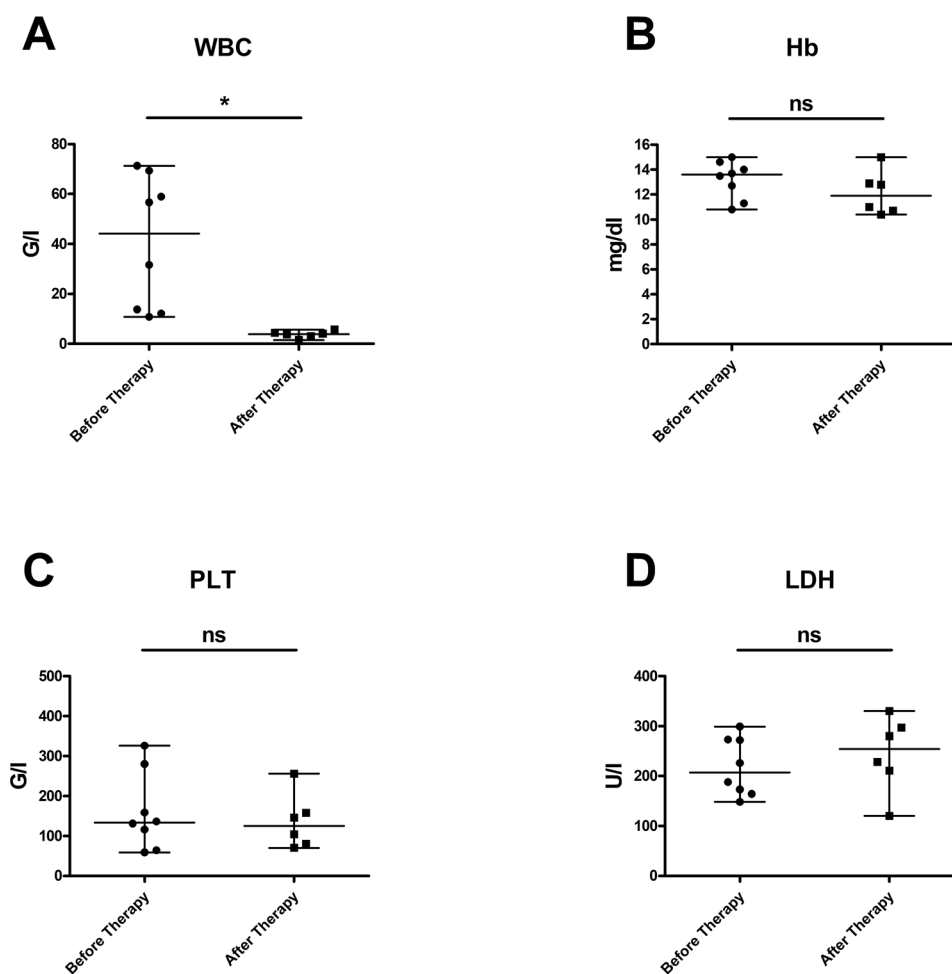 A
WBC
*
80
60
40
20
0
G/l
Before Therapy
After Therapy
B
Hb
ns
16
14
12
10
8
6
4
2
0
mg/dl
Before Therapy
After Therapy
C
PLT
ns
500
400
300
200
100
0
G/l
Before Therapy
After Therapy
D
LDH
ns
400
300
200
100
0
U/l
Before Therapy
After Therapy